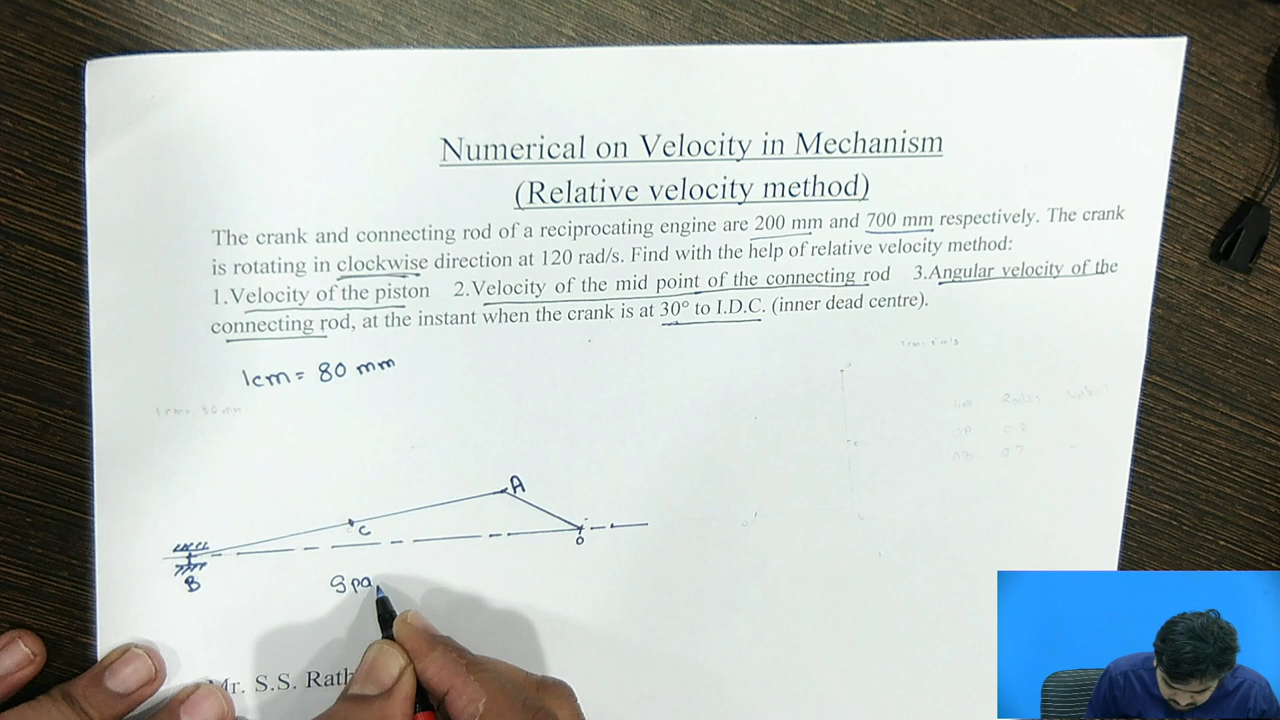 Numerical on Velocity in Mechanism
(Relative velocity method)
The crank and connecting rod of a reciprocating engine are 200 mm and 700 mm respectively. The crank
is rotating in clockwise direction at 120 rad/s. Find with the help of relative velocity method:
1.Velocity of the piston 2.Velocity of the mid point of the connecting rod 3.Angular velocity of the
connecting rod, at the instant when the crank is at 30° to I.D.C. (inner dead centre).
1cm = 80 mm
1cm = 80 mm
A
C
O
B
Spa
Mr. S.S. Rath